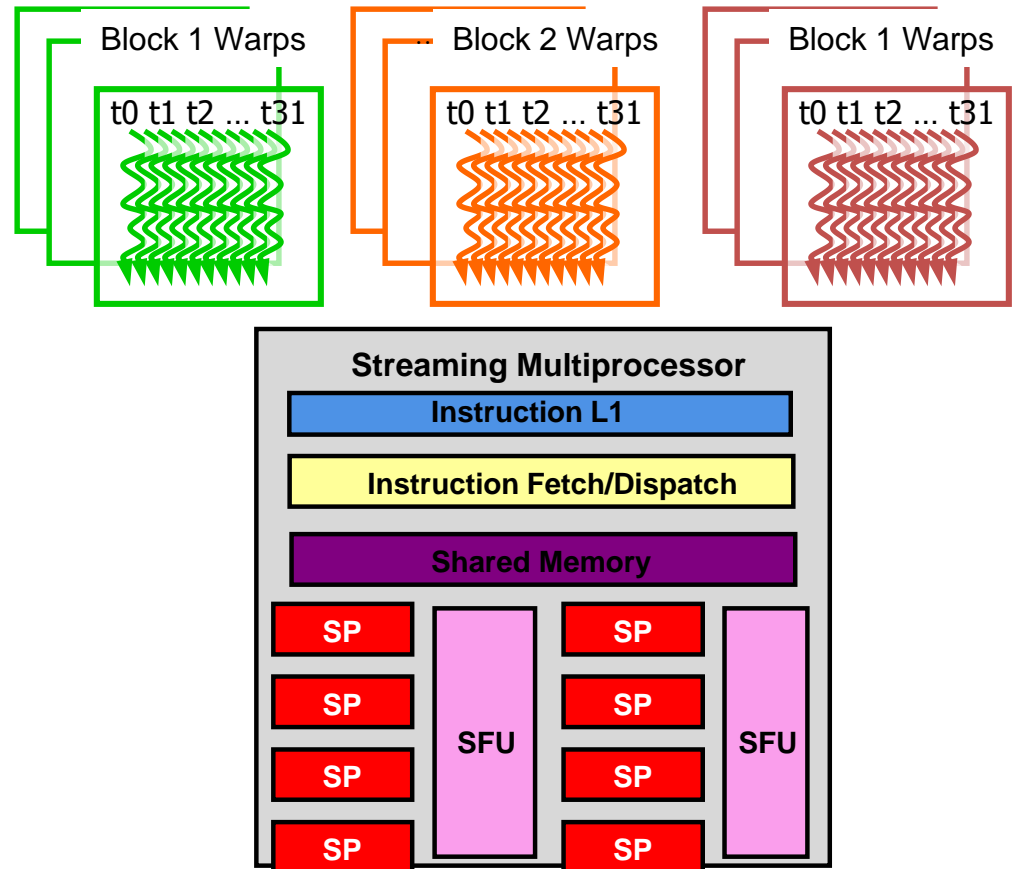 Block 1 Warps
t0 t1 t2 … t31
.. Block 2 Warps
t0 t1 t2 … t31
Block 1 Warps
t0 t1 t2 … t31
Streaming Multiprocessor
Instruction L1
Instruction Fetch/Dispatch
Shared Memory
SP
SP
SP
SP
SFU
SP
SP
SP
SP
SFU